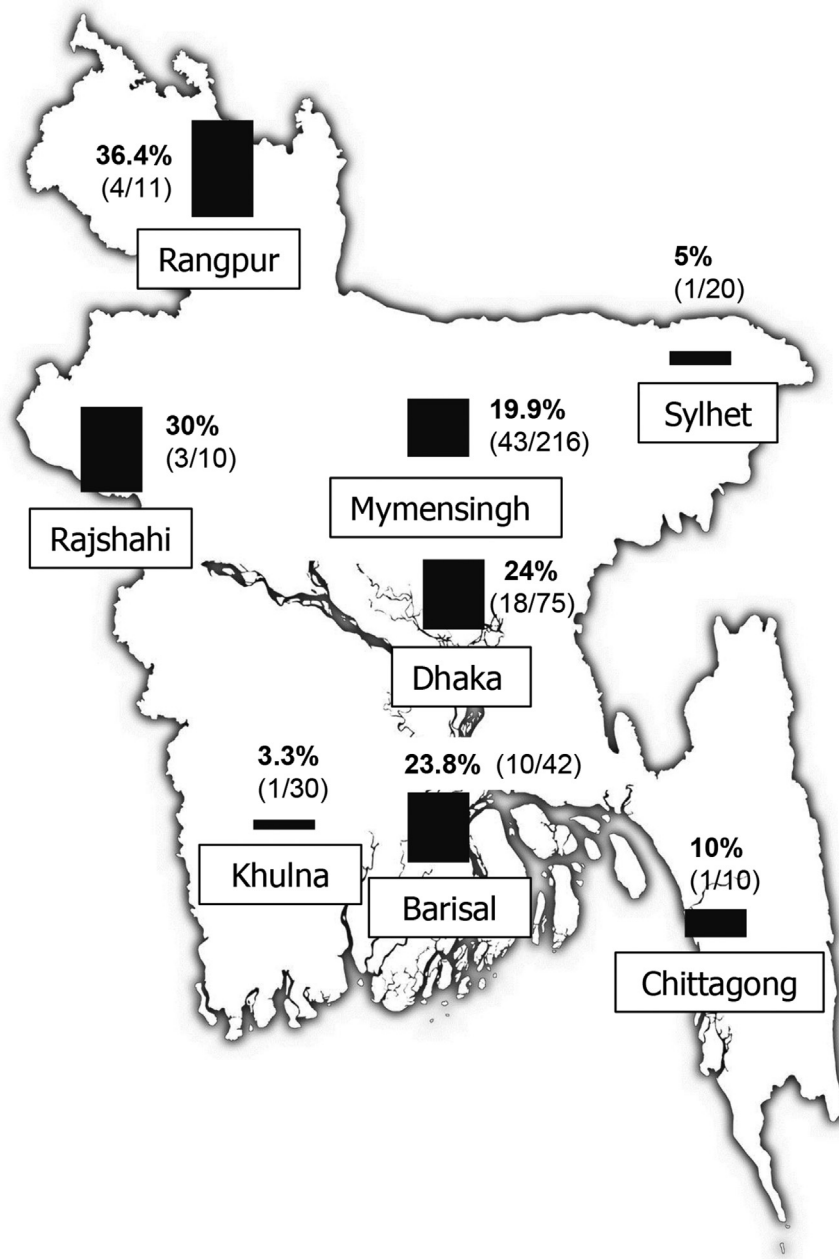 36.4%
(4/11)
Rangpur
5%
(1/20)
Sylhet
30%
(3/10)
Rajshahi
19.9%
(43/216)
Mymensingh
24%
(18/75)
Dhaka
3.3%
(1/30)
Khulna
23.8% (10/42)
Barisal
10%
(1/10)
Chittagong